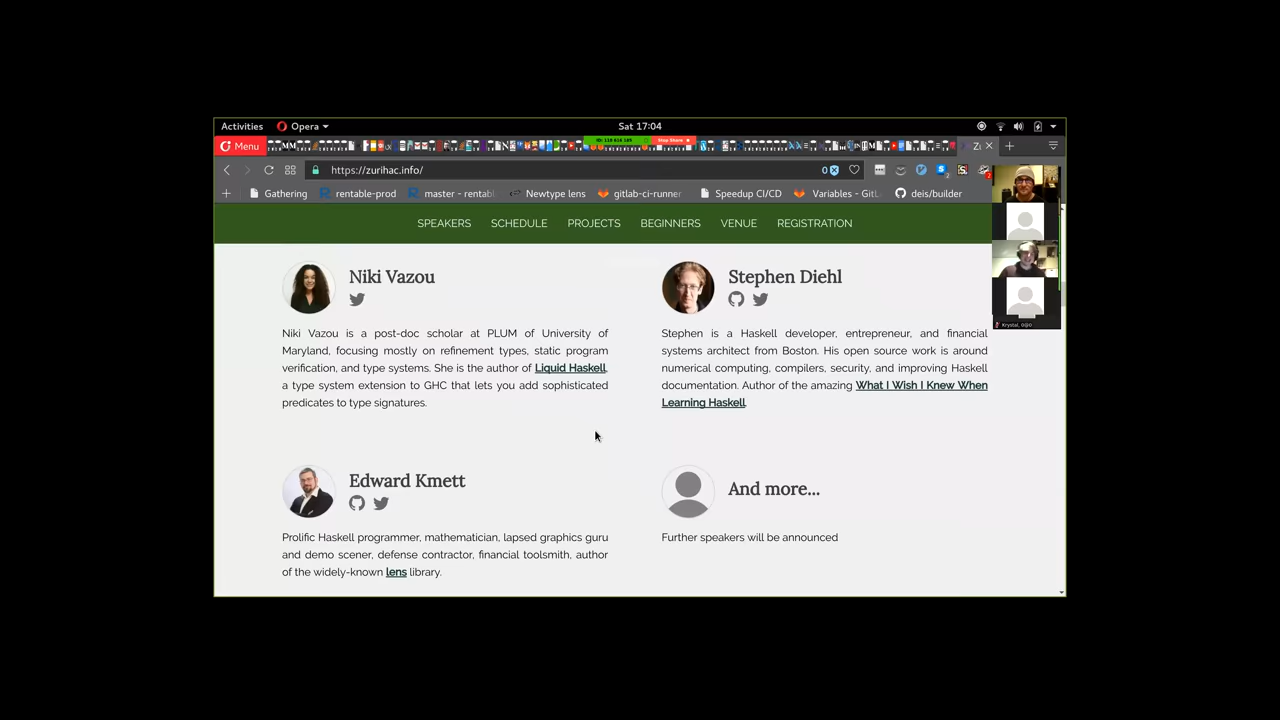 Activities Opera Sat 17:04
Menu
https://zurihac.info/ 0
Gathering rentable-prod master - rentabl Newtype lens gitlab-ci-runner Speedup CI/CD Variables - GitL deis/builder
SPEAKERS SCHEDULE PROJECTS BEGINNERS VENUE REGISTRATION
Niki Vazou
Niki Vazou is a post-doc scholar at PLUM of University of
Maryland, focusing mostly on refinement types, static program
verification, and type systems. She is the author of Liquid Haskell,
a type system extension to GHC that lets you add sophisticated
predicates to type signatures.
Stephen Diehl
Stephen is a Haskell developer, entrepreneur, and financial
systems architect from Boston. His open source work is around
numerical computing, compilers, security, and improving Haskell
documentation. Author of the amazing What I Wish I Knew When
Learning Haskell.
Edward Kmett
Prolific Haskell programmer, mathematician, lapsed graphics guru
and demo scener, defense contractor, financial toolsmith, author
of the widely-known lens library.
And more...
Further speakers will be announced
Stop Share